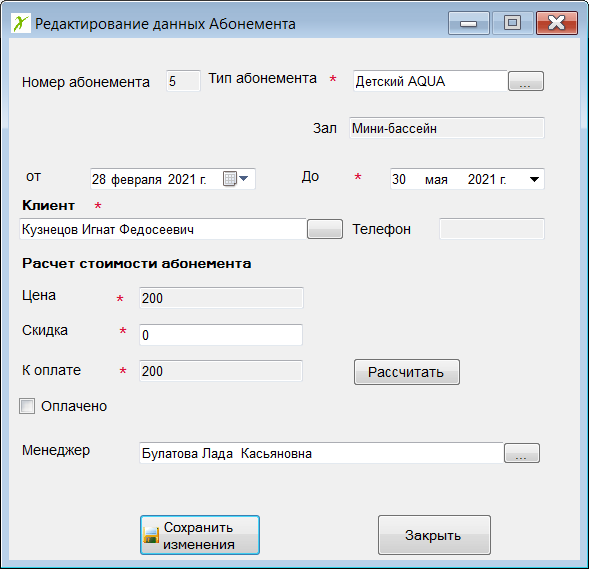 Редактирование данных Абонемента
Номер абонемента 5 Тип абонемента * Детский AQUA ...
Зал Мини-бассейн
от 28 февраля 2021 г. До * 30 мая 2021 г.
Клиент *
Кузнецов Игнат Федосеевич Телефон
Расчет стоимости абонемента
Цена * 200
Скидка * 0
К оплате * 200 Рассчитать
Оплачено
Менеджер Булатова Лада Касьяновна ...
Сохранить
изменения
Закрыть